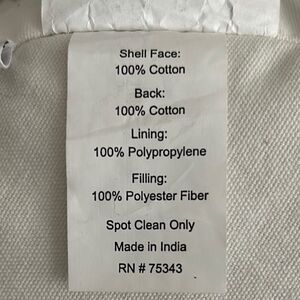 Shell Face:
100% Cotton
Back:
100% Cotton
Lining:
100% Polypropylene
Filling:
100% Polyester Fiber
Spot Clean Only
Made in India
RN # 75343